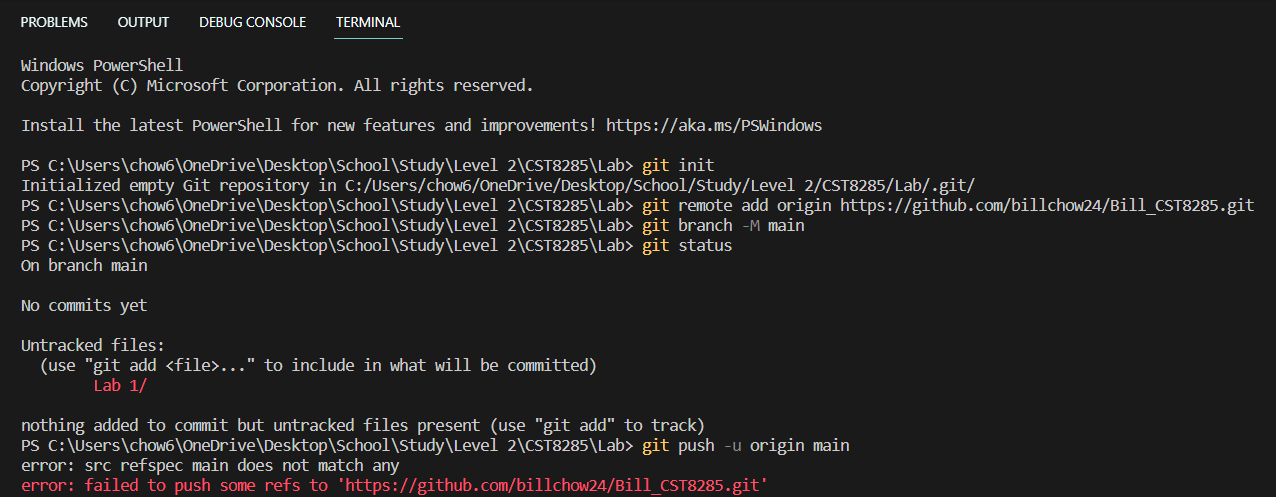 PROBLEMS OUTPUT DEBUG CONSOLE TERMINAL
Windows PowerShell
Copyright (C) Microsoft Corporation. All rights reserved.
Install the latest PowerShell for new features and improvements! https://aka.ms/PSWindows
PS C:\Users\chow6\OneDrive\Desktop\School\Study\Level 2\CST8285\Lab> git init
Initialized empty Git repository in C:/Users/chow6/OneDrive/Desktop/School/Study/Level 2/CST8285/Lab/.git/
PS C:\Users\chow6\OneDrive\Desktop\School\Study\Level 2\CST8285\Lab> git remote add origin https://github.com/billchow24/Bill_CST8285.git
PS C:\Users\chow6\OneDrive\Desktop\School\Study\Level 2\CST8285\Lab> git branch -M main
PS C:\Users\chow6\OneDrive\Desktop\School\Study\Level 2\CST8285\Lab> git status
On branch main
No commits yet
Untracked files:
  (use "git add <file>..." to include in what will be committed)
        Lab 1/
nothing added to commit but untracked files present (use "git add" to track)
PS C:\Users\chow6\OneDrive\Desktop\School\Study\Level 2\CST8285\Lab> git push -u origin main
error: src refspec main does not match any
error: failed to push some refs to 'https://github.com/billchow24/Bill_CST8285.git'